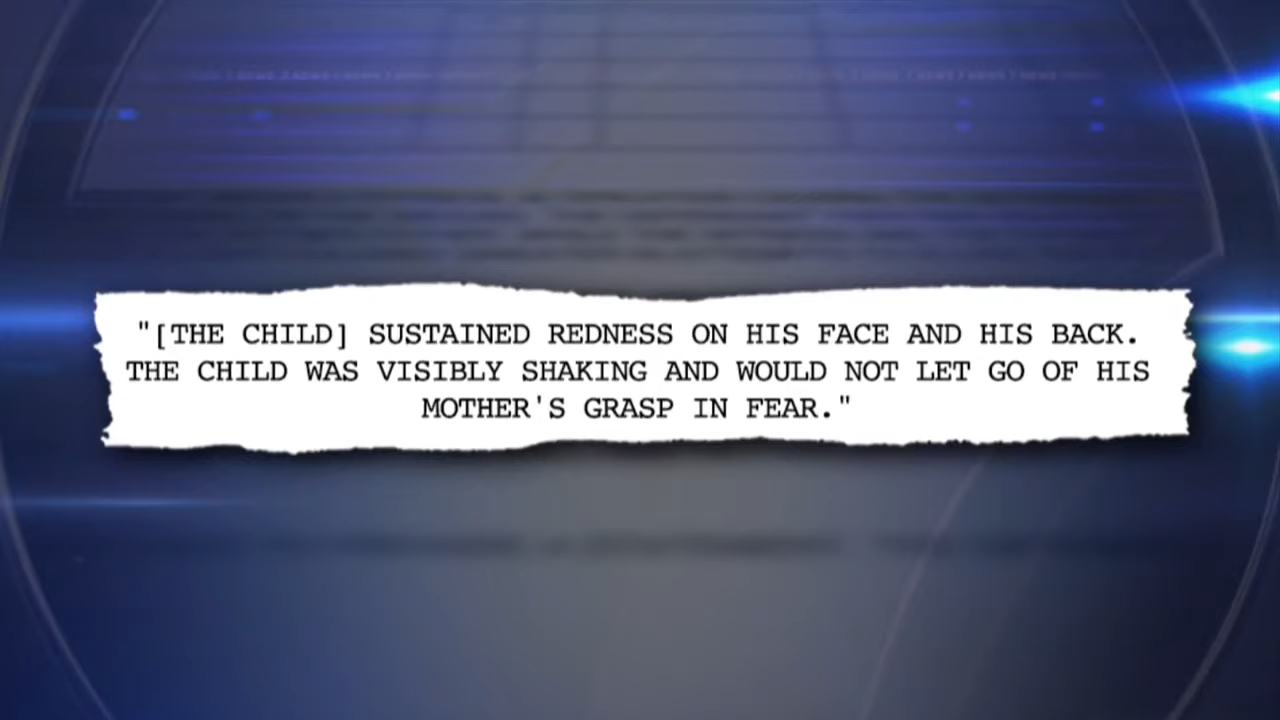 "[THE CHILD] SUSTAINED REDNESS ON HIS FACE AND HIS BACK.
THE CHILD WAS VISIBLY SHAKING AND WOULD NOT LET GO OF HIS
MOTHER'S GRASP IN FEAR."